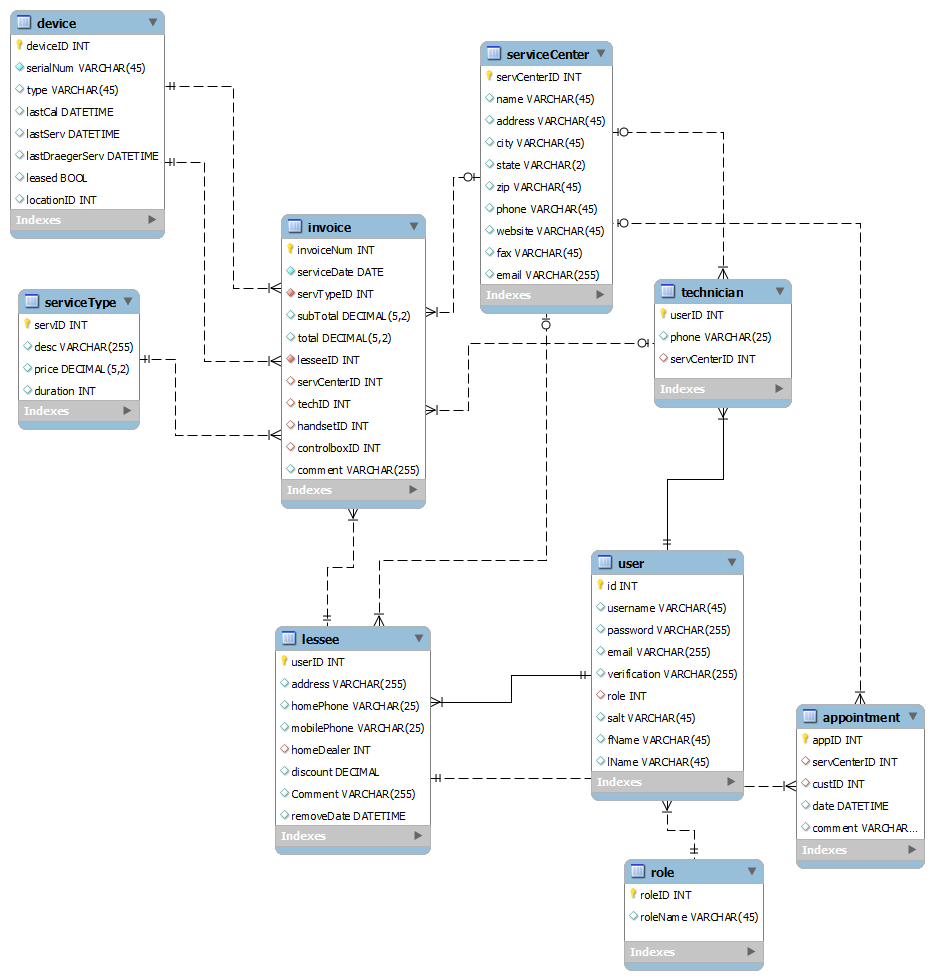 device
deviceID INT
serialNum VARCHAR(45)
type VARCHAR(45)
lastCal DATETIME
lastServ DATETIME
lastDraegerServ DATETIME
leased BOOL
locationID INT
Indexes
serviceCenter
servCenterID INT
name VARCHAR(45)
address VARCHAR(45)
city VARCHAR(45)
state VARCHAR(2)
zip VARCHAR(45)
phone VARCHAR(45)
website VARCHAR(45)
fax VARCHAR(45)
email VARCHAR(255)
Indexes
invoice
invoiceNum INT
serviceDate DATE
servTypeID INT
subTotal DECIMAL(5,2)
total DECIMAL(5,2)
lesseeID INT
servCenterID INT
techID INT
handsetID INT
controlboxID INT
comment VARCHAR(255)
Indexes
serviceType
servID INT
desc VARCHAR(255)
price DECIMAL(5,2)
duration INT
Indexes
technician
userID INT
phone VARCHAR(25)
servCenterID INT
Indexes
user
id INT
username VARCHAR(45)
password VARCHAR(255)
email VARCHAR(255)
verification VARCHAR(255)
role INT
salt VARCHAR(45)
fName VARCHAR(45)
lName VARCHAR(45)
Indexes
lessee
userID INT
address VARCHAR(255)
homePhone VARCHAR(25)
mobilePhone VARCHAR(25)
homeDealer INT
discount DECIMAL
Comment VARCHAR(255)
removeDate DATETIME
Indexes
appointment
appID INT
servCenterID INT
custID INT
date DATETIME
comment VARCHAR...
Indexes
role
roleID INT
roleName VARCHAR(45)
Indexes